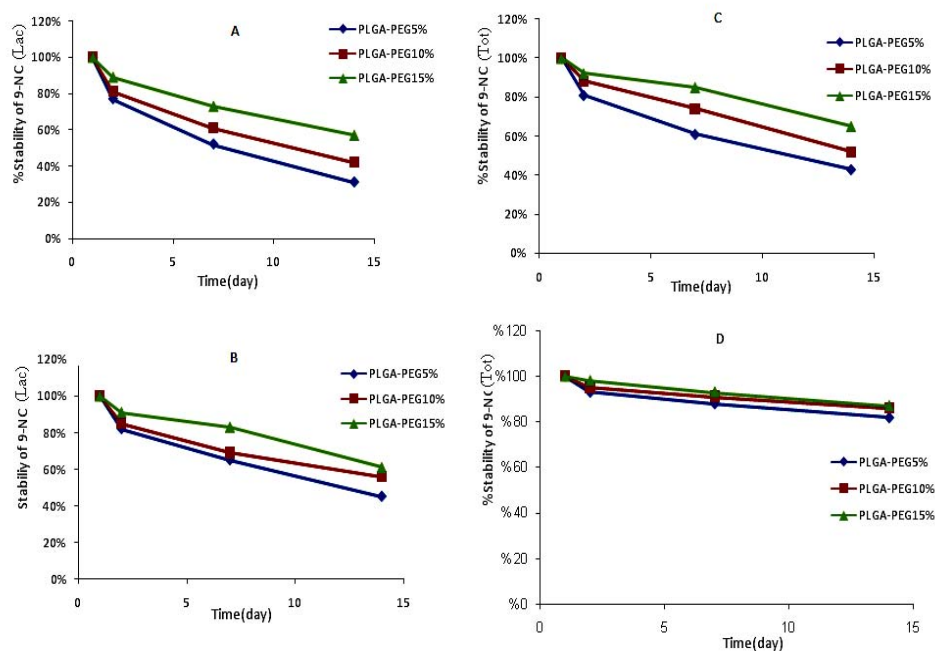 A
%Stability of 9-NC (Lac)
120%
100%
80%
60%
40%
20%
0%
0 5 10 15
Time(day)
PLGA-PEG5%
PLGA-PEG10%
PLGA-PEG15%
C
%Stability of 9-NC (Tot)
120%
100%
80%
60%
40%
20%
0%
0 5 10 15
Time(day)
PLGA-PEG5%
PLGA-PEG10%
PLGA-PEG15%
B
Stabiliy of 9-NC (Lac)
120%
100%
80%
60%
40%
20%
0%
0 5 10 15
Time(day)
PLGA-PEG5%
PLGA-PEG10%
PLGA-PEG15%
D
%Stability of 9-NC (Tot)
%120
%100
%80
%60
%40
%20
%0
0 5 10 15
Time(day)
PLGA-PEG5%
PLGA-PEG10%
PLGA-PEG15%